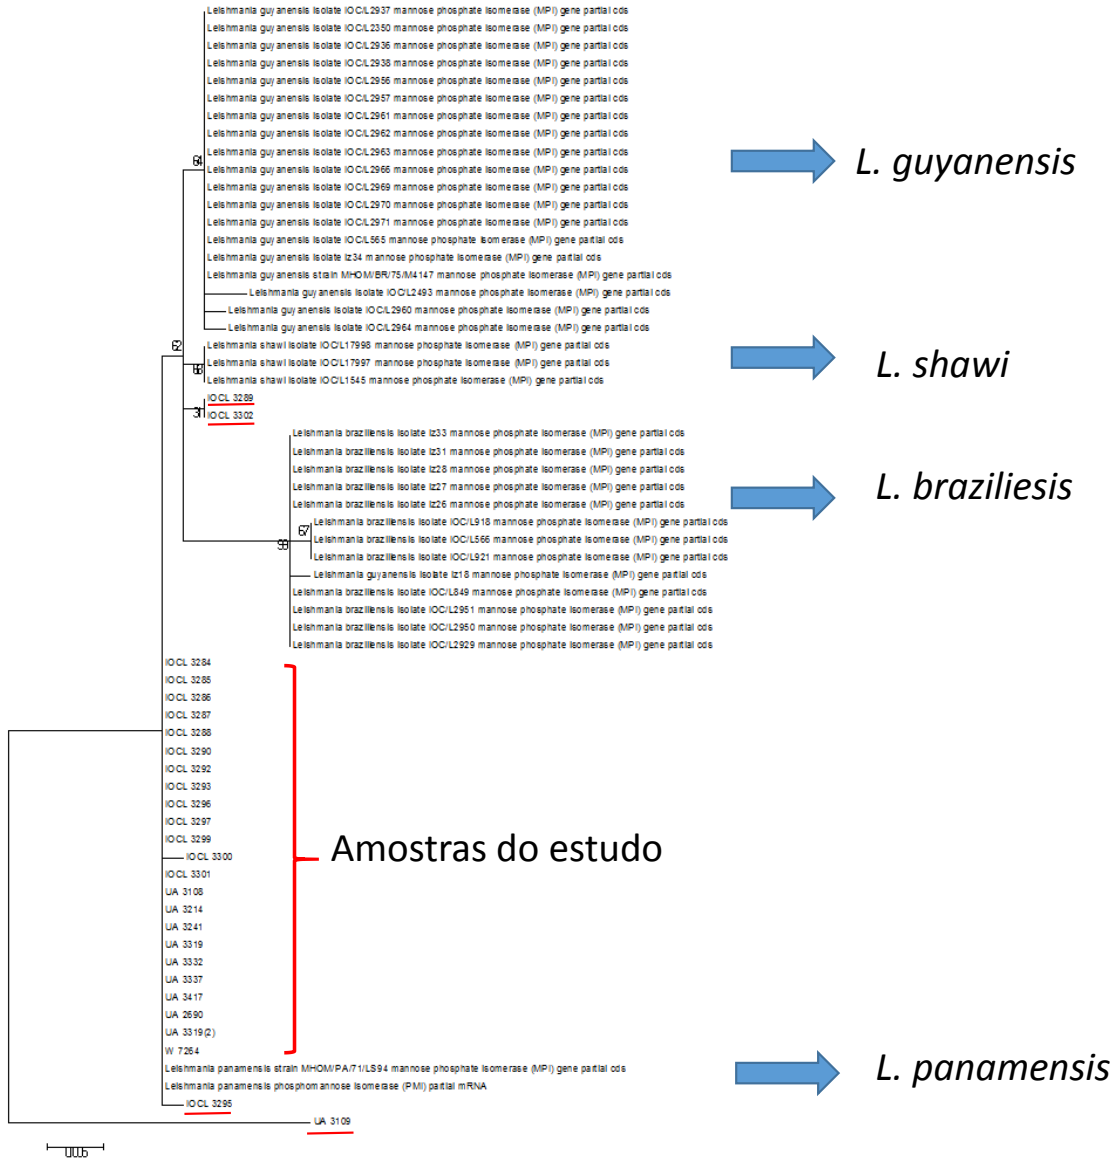 Leishmania guyanensis isolate IOC/L2937 mannose phosphate isomerase (MPI) gene partial cds
Leishmania guyanensis isolate IOC/L2350 mannose phosphate isomerase (MPI) gene partial cds
Leishmania guyanensis isolate IOC/L2936 mannose phosphate isomerase (MPI) gene partial cds
Leishmania guyanensis isolate IOC/L2938 mannose phosphate isomerase (MPI) gene partial cds
Leishmania guyanensis isolate IOC/L2956 mannose phosphate isomerase (MPI) gene partial cds
Leishmania guyanensis isolate IOC/L2957 mannose phosphate isomerase (MPI) gene partial cds
Leishmania guyanensis isolate IOC/L2961 mannose phosphate isomerase (MPI) gene partial cds
Leishmania guyanensis isolate IOC/L2962 mannose phosphate isomerase (MPI) gene partial cds
Leishmania guyanensis isolate IOC/L2963 mannose phosphate isomerase (MPI) gene partial cds
64
L. guyanensis
Leishmania guyanensis isolate IOC/L2966 mannose phosphate isomerase (MPI) gene partial cds
Leishmania guyanensis isolate IOC/L2969 mannose phosphate isomerase (MPI) gene partial cds
Leishmania guyanensis isolate IOC/L2970 mannose phosphate isomerase (MPI) gene partial cds
Leishmania guyanensis isolate IOC/L2971 mannose phosphate isomerase (MPI) gene partial cds
Leishmania guyanensis isolate IOC/L565 mannose phosphate isomerase (MPI) gene partial cds
Leishmania guyanensis isolate Iz34 mannose phosphate isomerase (MPI) gene partial cds
Leishmania guyanensis strain MHOM/BR/75/M4147 mannose phosphate isomerase (MPI) gene partial cds
Leishmania guyanensis isolate IOC/L2493 mannose phosphate isomerase (MPI) gene partial cds
Leishmania guyanensis isolate IOC/L2960 mannose phosphate isomerase (MPI) gene partial cds
Leishmania guyanensis isolate IOC/L2964 mannose phosphate isomerase (MPI) gene partial cds
62
Leishmania shawi isolate IOC/L17998 mannose phosphate isomerase (MPI) gene partial cds
Leishmania shawi isolate IOC/L17997 mannose phosphate isomerase (MPI) gene partial cds
L. shawi
Leishmania shawi isolate IOC/L1545 mannose phosphate isomerase (MPI) gene partial cds
IOCL 3289
31
IOCL 3302
Leishmania braziliensis isolate Iz33 mannose phosphate isomerase (MPI) gene partial cds
Leishmania braziliensis isolate Iz31 mannose phosphate isomerase (MPI) gene partial cds
Leishmania braziliensis isolate Iz28 mannose phosphate isomerase (MPI) gene partial cds
Leishmania braziliensis isolate Iz27 mannose phosphate isomerase (MPI) gene partial cds
L. braziliesis
Leishmania braziliensis isolate Iz26 mannose phosphate isomerase (MPI) gene partial cds
Leishmania braziliensis isolate IOC/L918 mannose phosphate isomerase (MPI) gene partial cds
67
Leishmania braziliensis isolate IOC/L566 mannose phosphate isomerase (MPI) gene partial cds
Leishmania braziliensis isolate IOC/L921 mannose phosphate isomerase (MPI) gene partial cds
Leishmania guyanensis isolate Iz18 mannose phosphate isomerase (MPI) gene partial cds
Leishmania braziliensis isolate IOC/L849 mannose phosphate isomerase (MPI) gene partial cds
Leishmania braziliensis isolate IOC/L2951 mannose phosphate isomerase (MPI) gene partial cds
Leishmania braziliensis isolate IOC/L2950 mannose phosphate isomerase (MPI) gene partial cds
Leishmania braziliensis isolate IOC/L2929 mannose phosphate isomerase (MPI) gene partial cds
IOCL 3284
IOCL 3285
IOCL 3286
IOCL 3287
IOCL 3288
IOCL 3290
IOCL 3292
IOCL 3293
IOCL 3296
IOCL 3297
IOCL 3299
Amostras do estudo
IOCL 3300
IOCL 3301
UA 3108
UA 3214
UA 3241
UA 3319
UA 3332
UA 3337
UA 3417
UA 2690
UA 3319(2)
W 7264
Leishmania panamensis strain MHOM/PA/71/LS94 mannose phosphate isomerase (MPI) gene partial cds
L. panamensis
Leishmania panamensis phosphomannose isomerase (PMI) partial mRNA
IOCL 3295
UA 3109